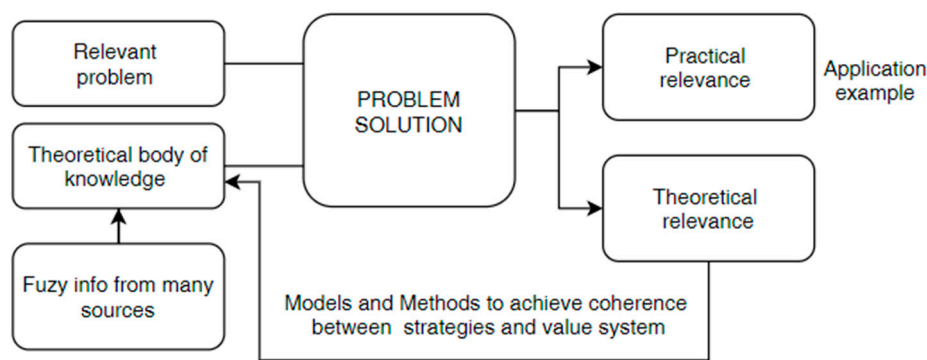 Relevant
problem
Theoretical body of
knowledge
Fuzy info from many
sources
PROBLEM
SOLUTION
Practical
relevance
Application
example
Theoretical
relevance
Models and Methods to achieve coherence
between strategies and value system